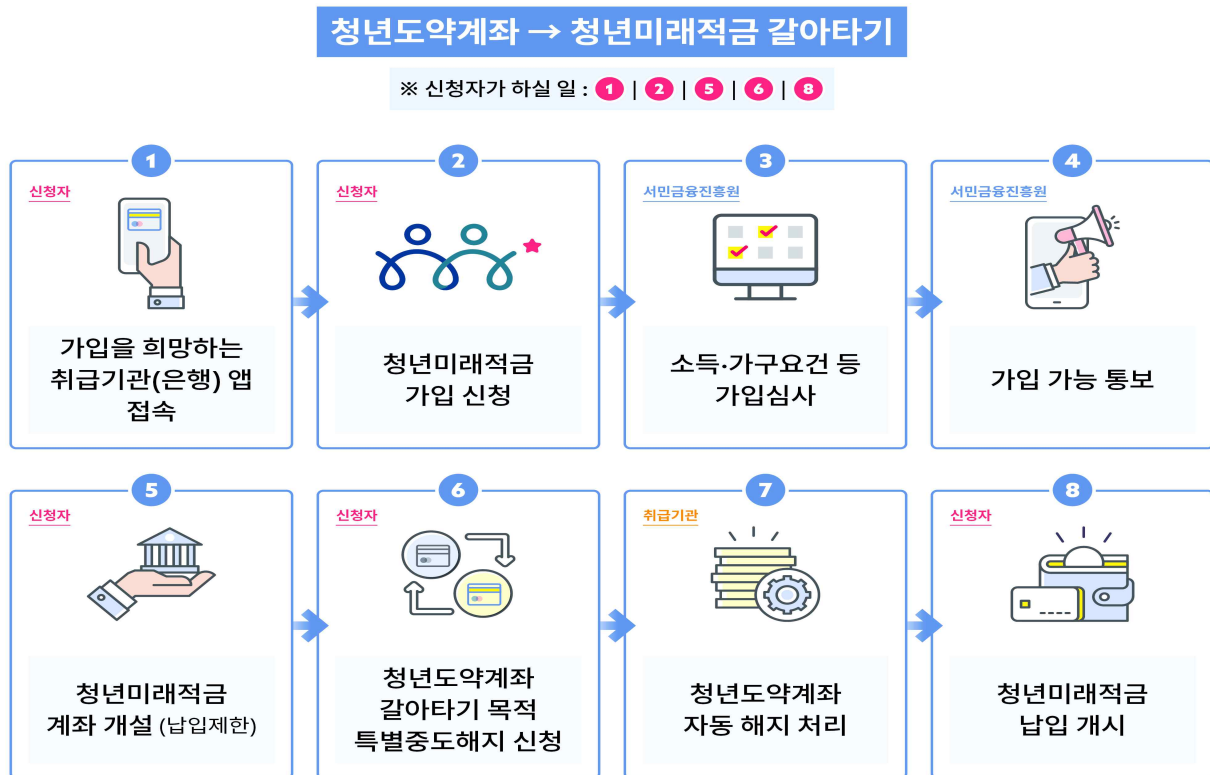 청년도약계좌 → 청년미래적금 갈아타기
※ 신청자가 하실 일 : 1 | 2 | 5 | 6 | 8
1
신청자
가입을 희망하는
취급기관(은행) 앱
접속
2
신청자
청년미래적금
가입 신청
3
서민금융진흥원
소득·가구요건 등
가입심사
4
서민금융진흥원
가입 가능 통보
5
신청자
청년미래적금
계좌 개설 (납입제한)
6
신청자
청년도약계좌
갈아타기 목적
특별중도해지 신청
7
취급기관
청년도약계좌
자동 해지 처리
8
신청자
청년미래적금
납입 개시